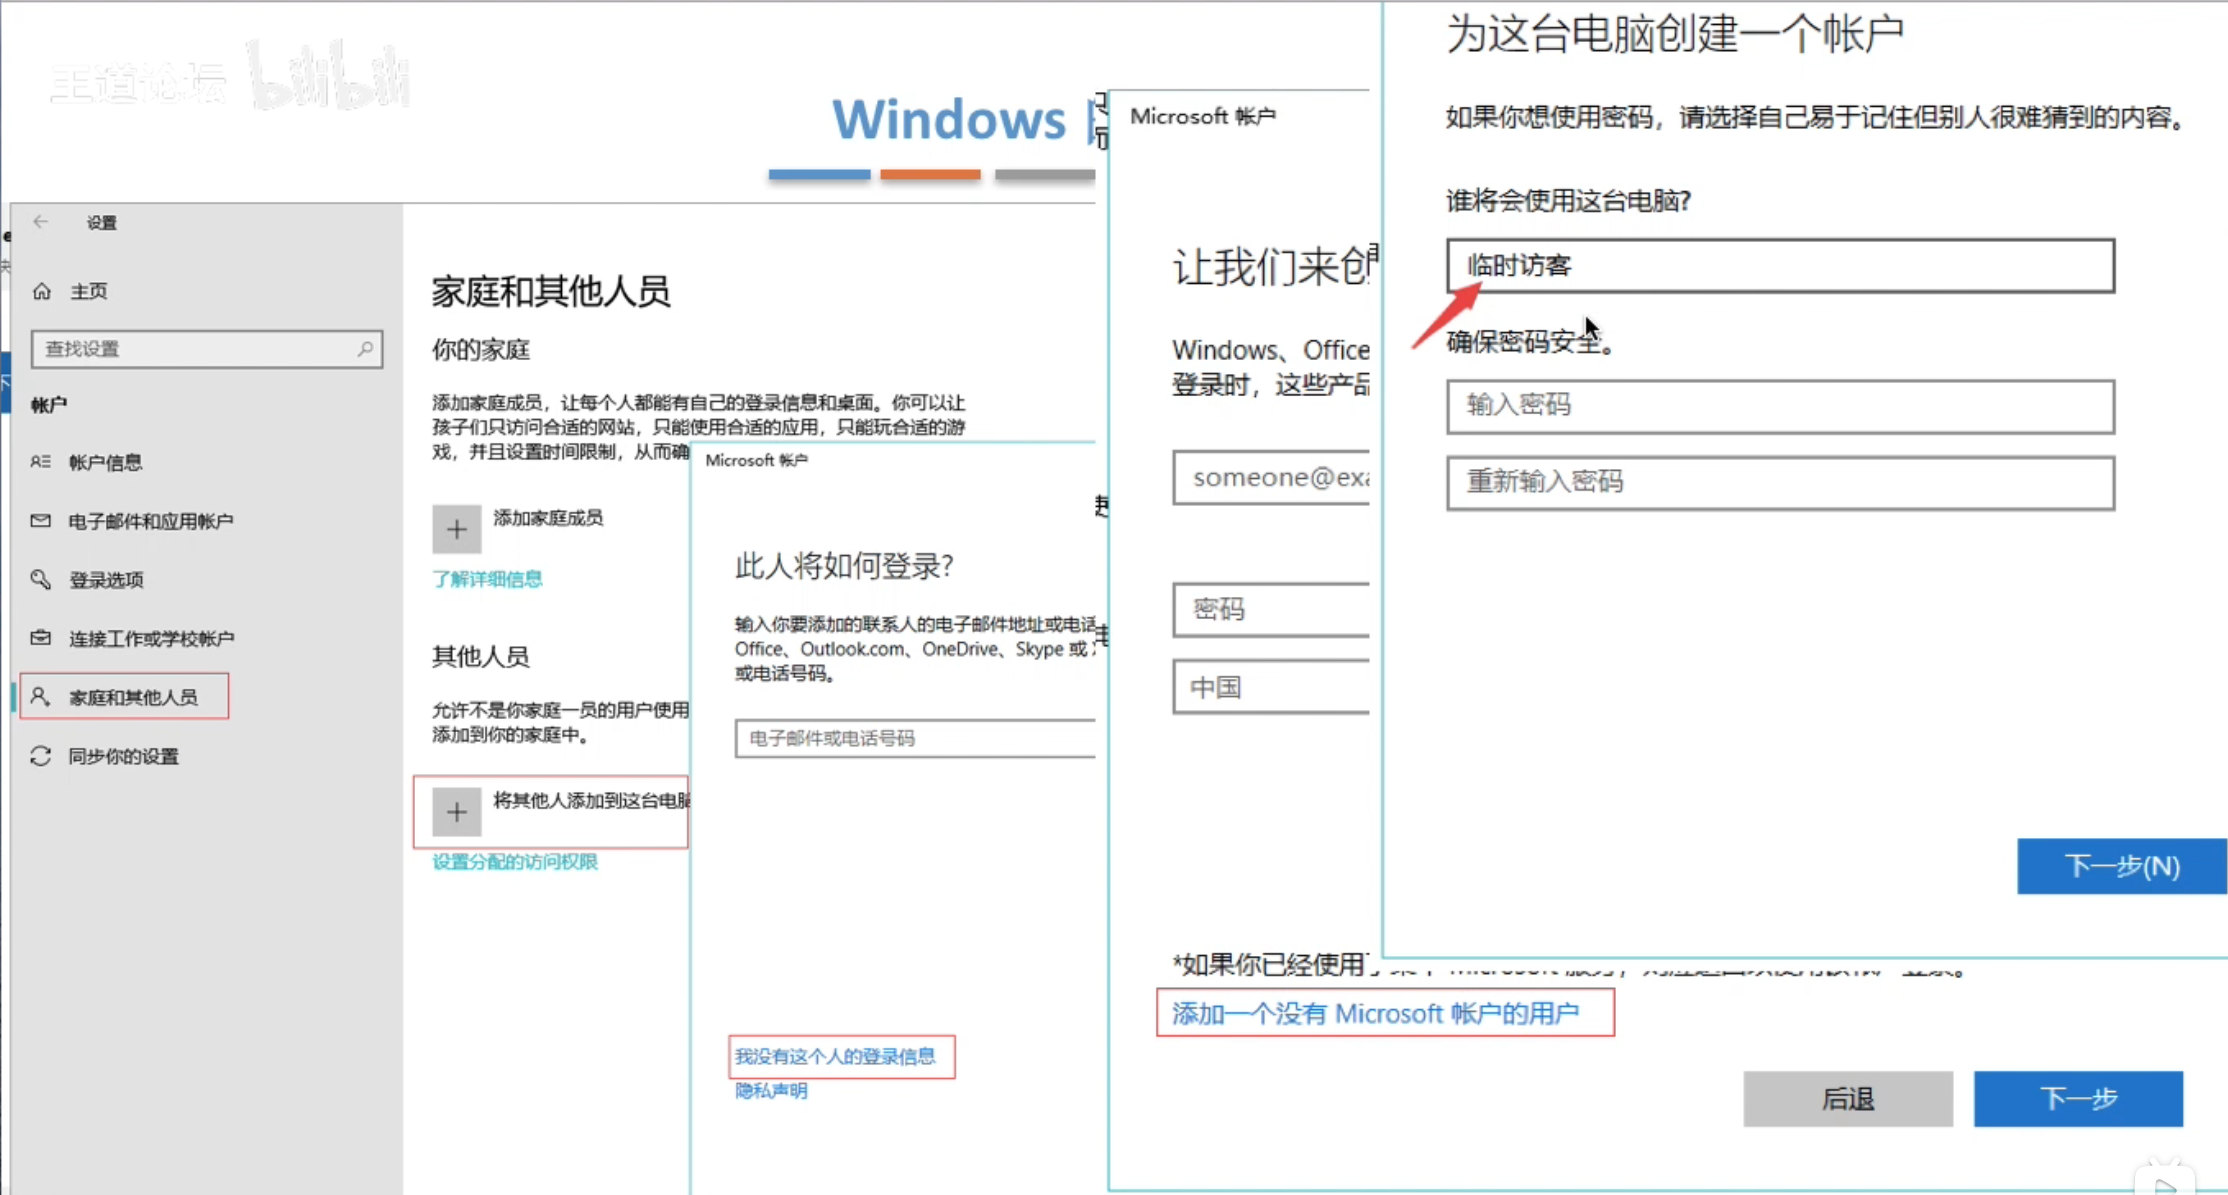 王道论坛 bilibili
Windows
设置
主页
查找设置
帐户
帐户信息
电子邮件和应用帐户
登录选项
连接工作或学校帐户
家庭和其他人员
同步你的设置
家庭和其他人员
你的家庭
添加家庭成员，让每个人都能有自己的登录信息和桌面。你可以让
孩子们只访问合适的网站，只能使用合适的应用，只能玩合适的游
戏，并且设置时间限制，从而确
添加家庭成员
了解详细信息
其他人员
允许不是你家庭一员的用户使用
添加到你的家庭中。
将其他人添加到这台电脑
设置分配的访问权限
Microsoft 帐户
此人将如何登录?
输入你要添加的联系人的电子邮件地址或电话
Office、Outlook.com、OneDrive、Skype 或
或电话号码。
电子邮件或电话号码
我没有这个人的登录信息
隐私声明
Microsoft 帐户
让我们来创
Windows、Office
登录时，这些产品
someone@exa
密码
中国
*如果你已经使用
添加一个没有 Microsoft 帐户的用户
后退
下一步
为这台电脑创建一个帐户
如果你想使用密码，请选择自己易于记住但别人很难猜到的内容。
谁将会使用这台电脑?
临时访客
确保密码安全。
输入密码
重新输入密码
下一步(N)